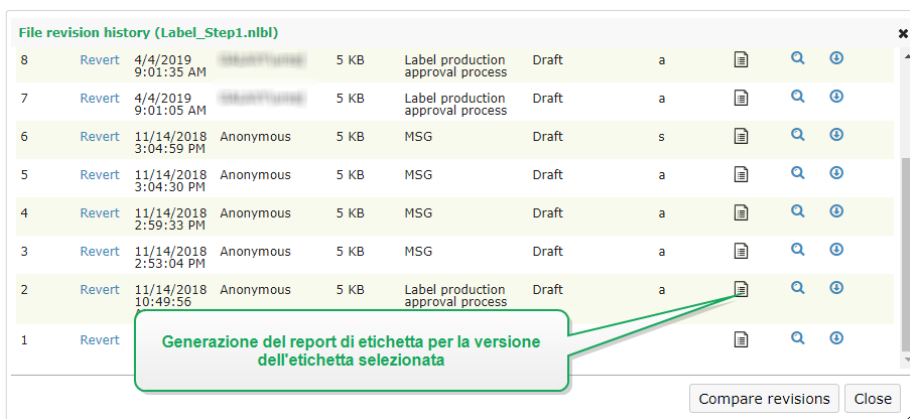 File revision history (Label_Step1.nlbl)
8 Revert 4/4/2019 5 KB Label production Draft a
9:01:35 AM approval process
7 Revert 4/4/2019 5 KB Label production Draft a
9:01:05 AM approval process
6 Revert 11/14/2018 Anonymous 5 KB MSG Draft s
3:04:59 PM
5 Revert 11/14/2018 Anonymous 5 KB MSG Draft a
3:04:30 PM
4 Revert 11/14/2018 Anonymous 5 KB MSG Draft a
2:59:33 PM
3 Revert 11/14/2018 Anonymous 5 KB MSG Draft a
2:53:04 PM
2 Revert 11/14/2018 Anonymous 5 KB Label production Draft a
10:49:56 approval process
1 Revert
Generazione del report di etichetta per la versione
dell'etichetta selezionata
Compare revisions Close